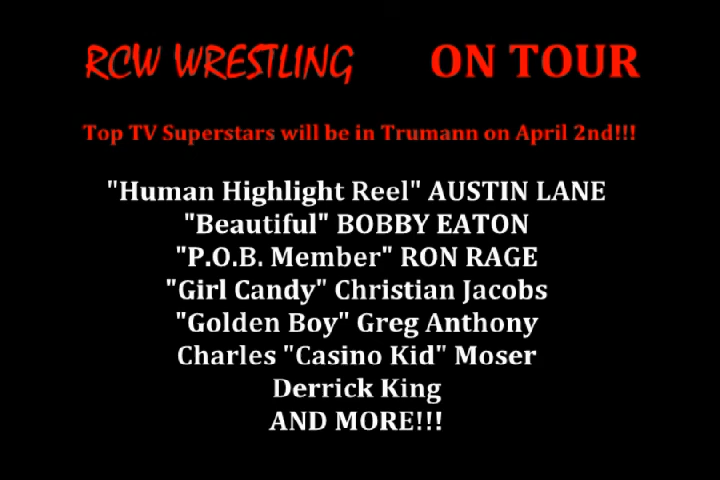 RCW WRESTLING ON TOUR
Top TV Superstars will be in Trumann on April 2nd!!!
"Human Highlight Reel" AUSTIN LANE
"Beautiful" BOBBY EATON
"P.O.B. Member" RON RAGE
"Girl Candy" Christian Jacobs
"Golden Boy" Greg Anthony
Charles "Casino Kid" Moser
Derrick King
AND MORE!!!